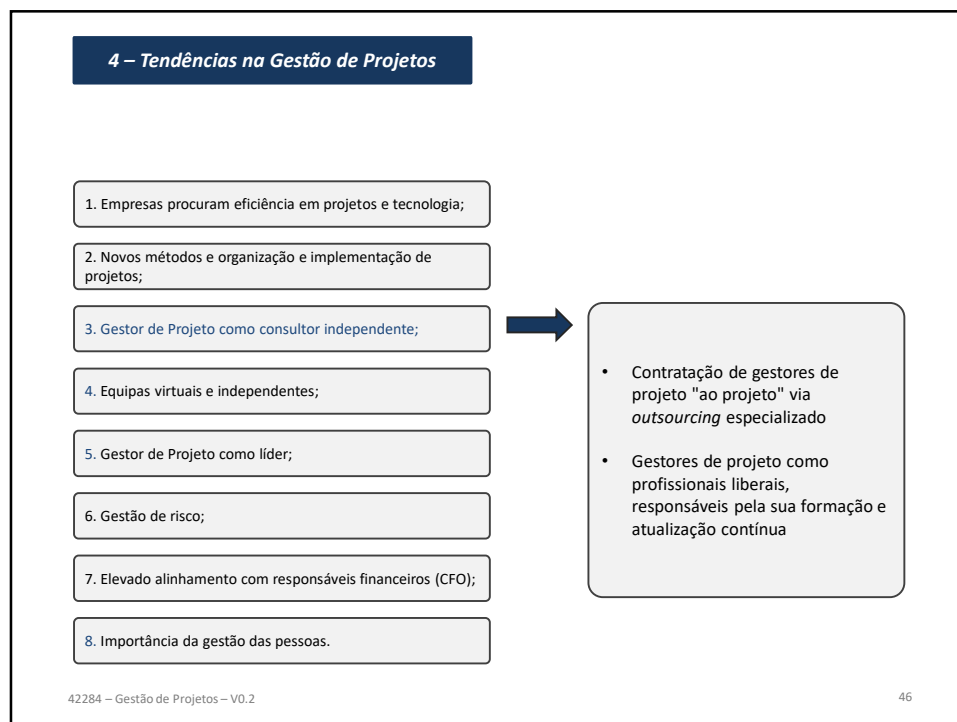 4 – Tendências na Gestão de Projetos
1. Empresas procuram eficiência em projetos e tecnologia;
2. Novos métodos e organização e implementação de
projetos;
3. Gestor de Projeto como consultor independente;
4. Equipas virtuais e independentes;
5. Gestor de Projeto como líder;
6. Gestão de risco;
7. Elevado alinhamento com responsáveis financeiros (CFO);
8. Importância da gestão das pessoas.
• Contratação de gestores de
projeto "ao projeto" via
outsourcing especializado
• Gestores de projeto como
profissionais liberais,
responsáveis pela sua formação e
atualização contínua
42284 – Gestão de Projetos – V0.2
46